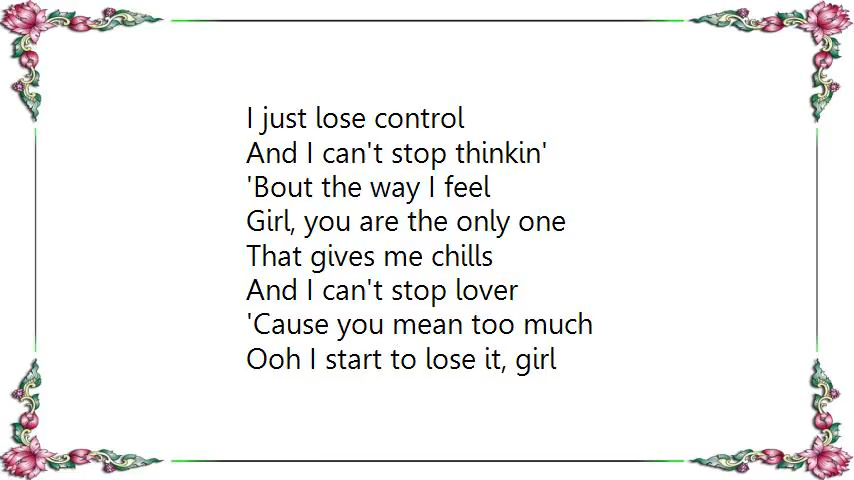 I just lose control
And I can't stop thinkin'
'Bout the way I feel
Girl, you are the only one
That gives me chills
And I can't stop lover
'Cause you mean too much
Ooh I start to lose it, girl